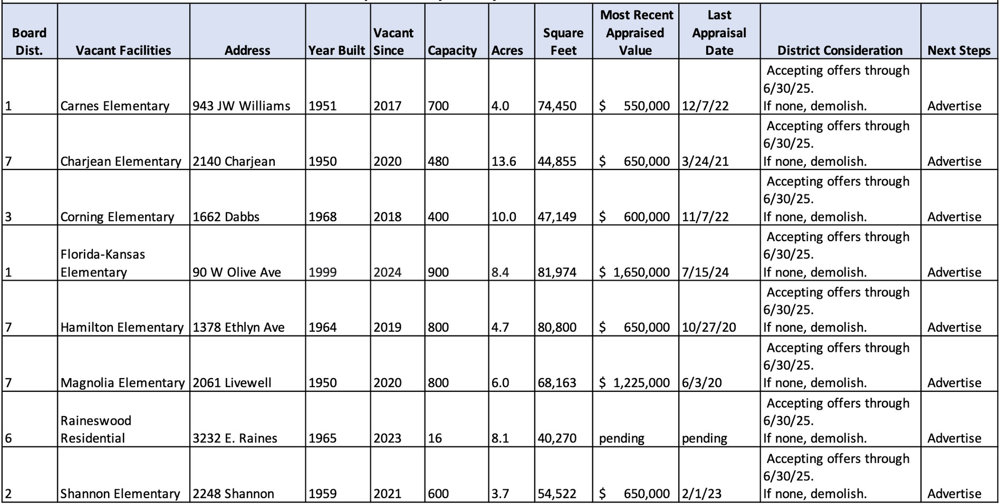 Board Dist. Vacant Facilities Address Year Built Vacant Since Capacity Acres Square Feet Most Recent Appraised Value Last Appraisal Date District Consideration Next Steps
1 Carnes Elementary 943 JW Williams 1951 2017 700 4.0 74,450 $ 550,000 12/7/22 Accepting offers through 6/30/25. If none, demolish. Advertise
7 Charjean Elementary 2140 Charjean 1950 2020 480 13.6 44,855 $ 650,000 3/24/21 Accepting offers through 6/30/25. If none, demolish. Advertise
3 Corning Elementary 1662 Dabbs 1968 2018 400 10.0 47,149 $ 600,000 11/7/22 Accepting offers through 6/30/25. If none, demolish. Advertise
1 Florida-Kansas Elementary 90 W Olive Ave 1999 2024 900 8.4 81,974 $ 1,650,000 7/15/24 Accepting offers through 6/30/25. If none, demolish. Advertise
7 Hamilton Elementary 1378 Ethlyn Ave 1964 2019 800 4.7 80,800 $ 650,000 10/27/20 Accepting offers through 6/30/25. If none, demolish. Advertise
7 Magnolia Elementary 2061 Livewell 1950 2020 800 6.0 68,163 $ 1,225,000 6/3/20 Accepting offers through 6/30/25. If none, demolish. Advertise
6 Raineswood Residential 3232 E. Raines 1965 2023 16 8.1 40,270 pending pending Accepting offers through 6/30/25. If none, demolish. Advertise
2 Shannon Elementary 2248 Shannon 1959 2021 600 3.7 54,522 $ 650,000 2/1/23 Accepting offers through 6/30/25. If none, demolish. Advertise